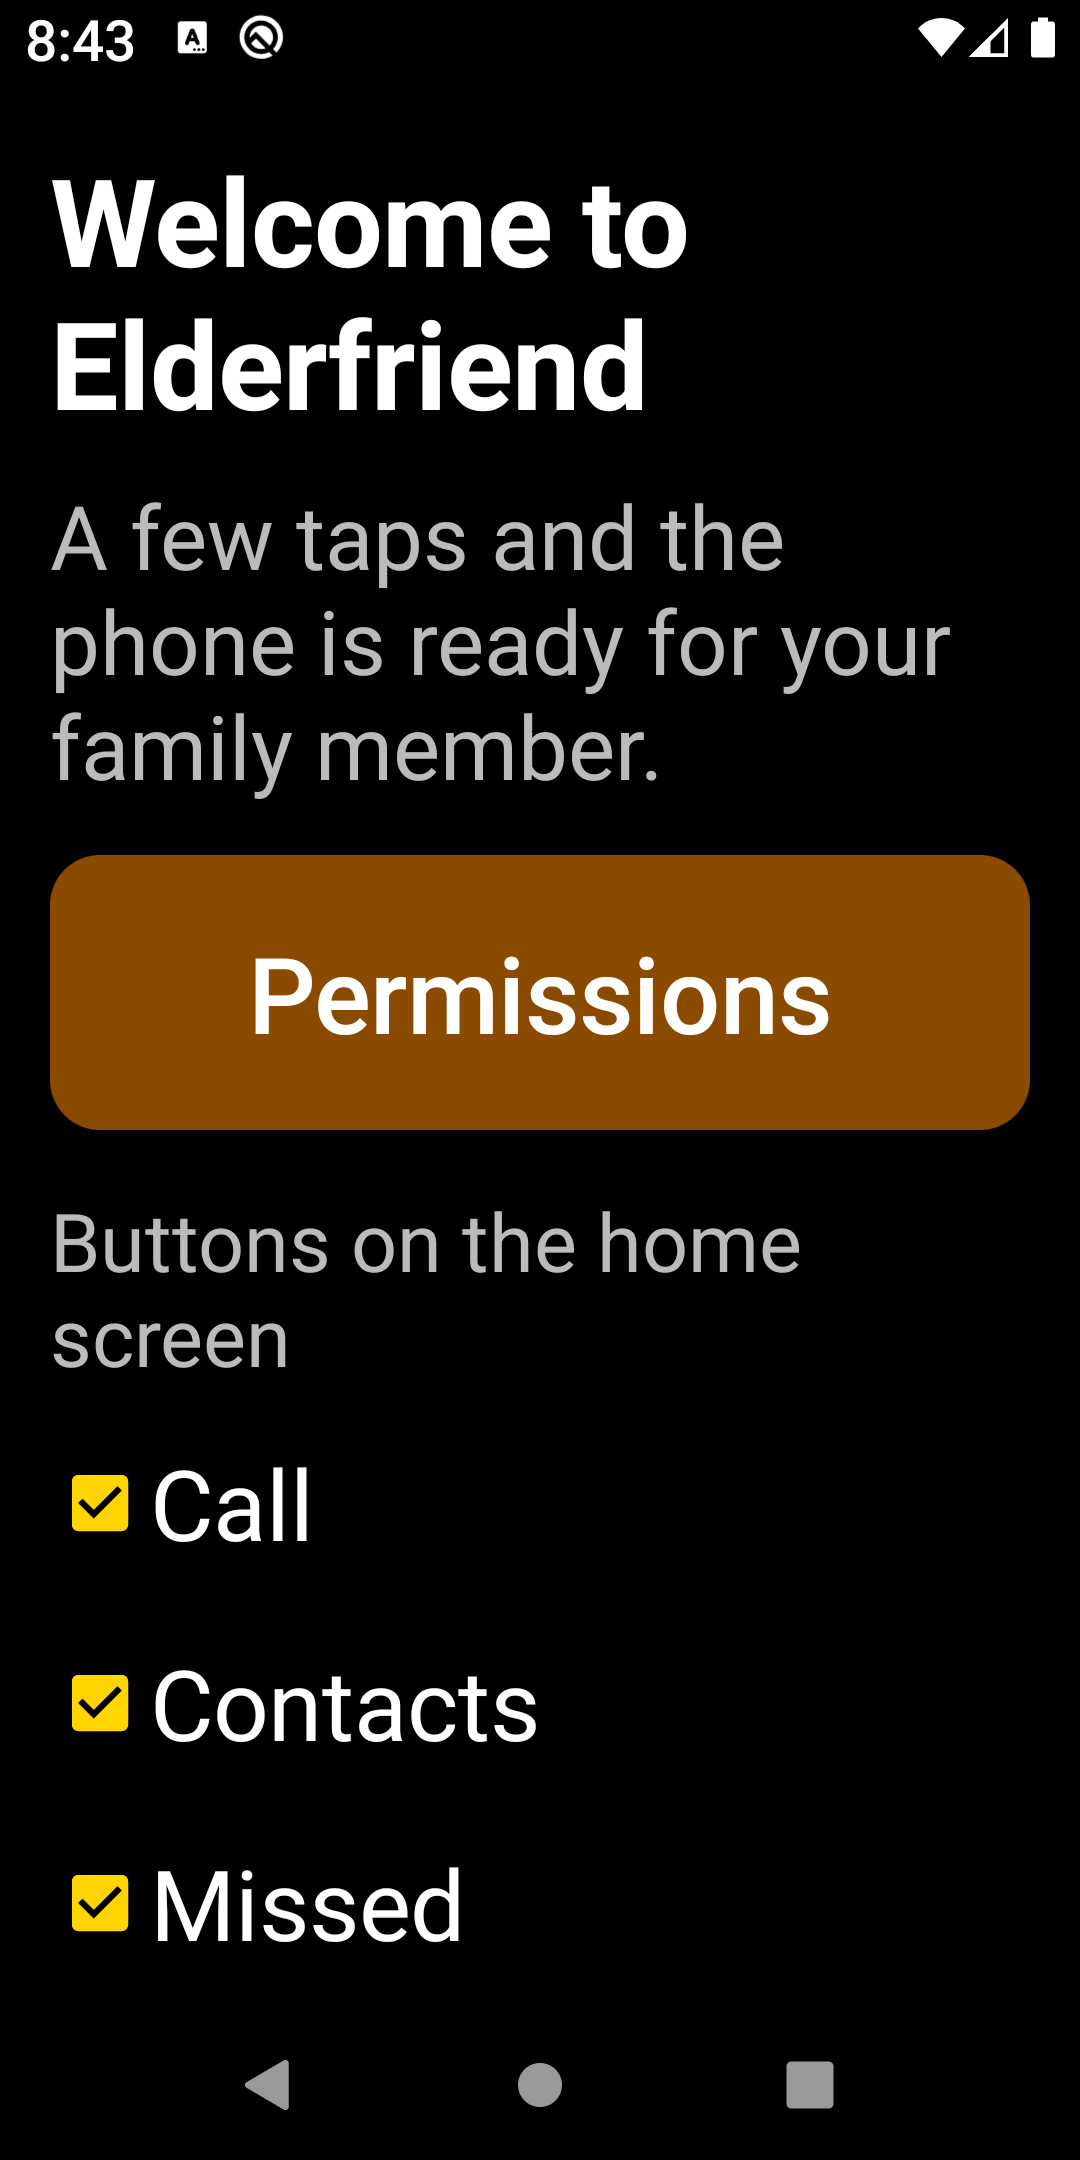 8:43
Welcome to
Elderfriend
A few taps and the
phone is ready for your
family member.
Permissions
Buttons on the home
screen
Call
Contacts
Missed